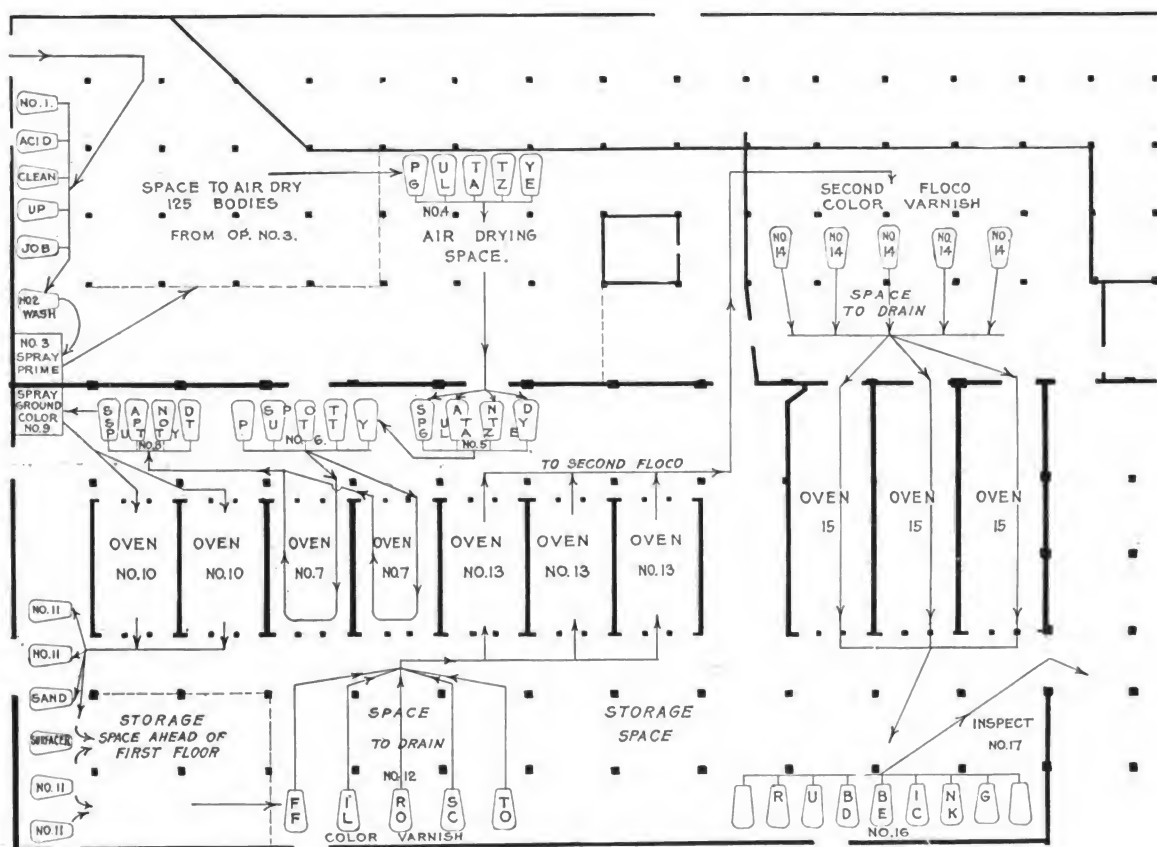 NO.1.
ACID
CLEAN
UP
JOB
NO.2
WASH
NO. 3
SPRAY
PRIME
SPACE TO AIR DRY
125 BODIES
FROM OP. NO.3.
P U T T Y
G L A Z E
NO.4
AIR DRYING
SPACE.
SECOND FLOCO
COLOR VARNISH
NO. 14
NO. 14
NO. 14
NO. 14
NO. 14
SPACE
TO DRAIN
SPRAY
GROUND
COLOR
NO.9
S A N D
S P O T
P U T T Y
NO.8
S P O T
P U T T Y
NO. 6.
S A N D
P U T T Y
G L A Z E
NO.5
TO SECOND FLOCO
OVEN
NO.10
OVEN
NO.10
OVEN
NO.7
OVEN
NO.7
OVEN
NO.13
OVEN
NO.13
OVEN
NO.13
OVEN
15
OVEN
15
OVEN
15
NO.11
NO.11
SAND
SURFACER
NO.11
NO.11
STORAGE
SPACE AHEAD OF
FIRST FLOOR
SPACE
TO DRAIN
NO.12
F I R S T
F L O C O
COLOR VARNISH
STORAGE
SPACE
INSPECT
NO.17
R U B B I N G
D E C K
NO.16